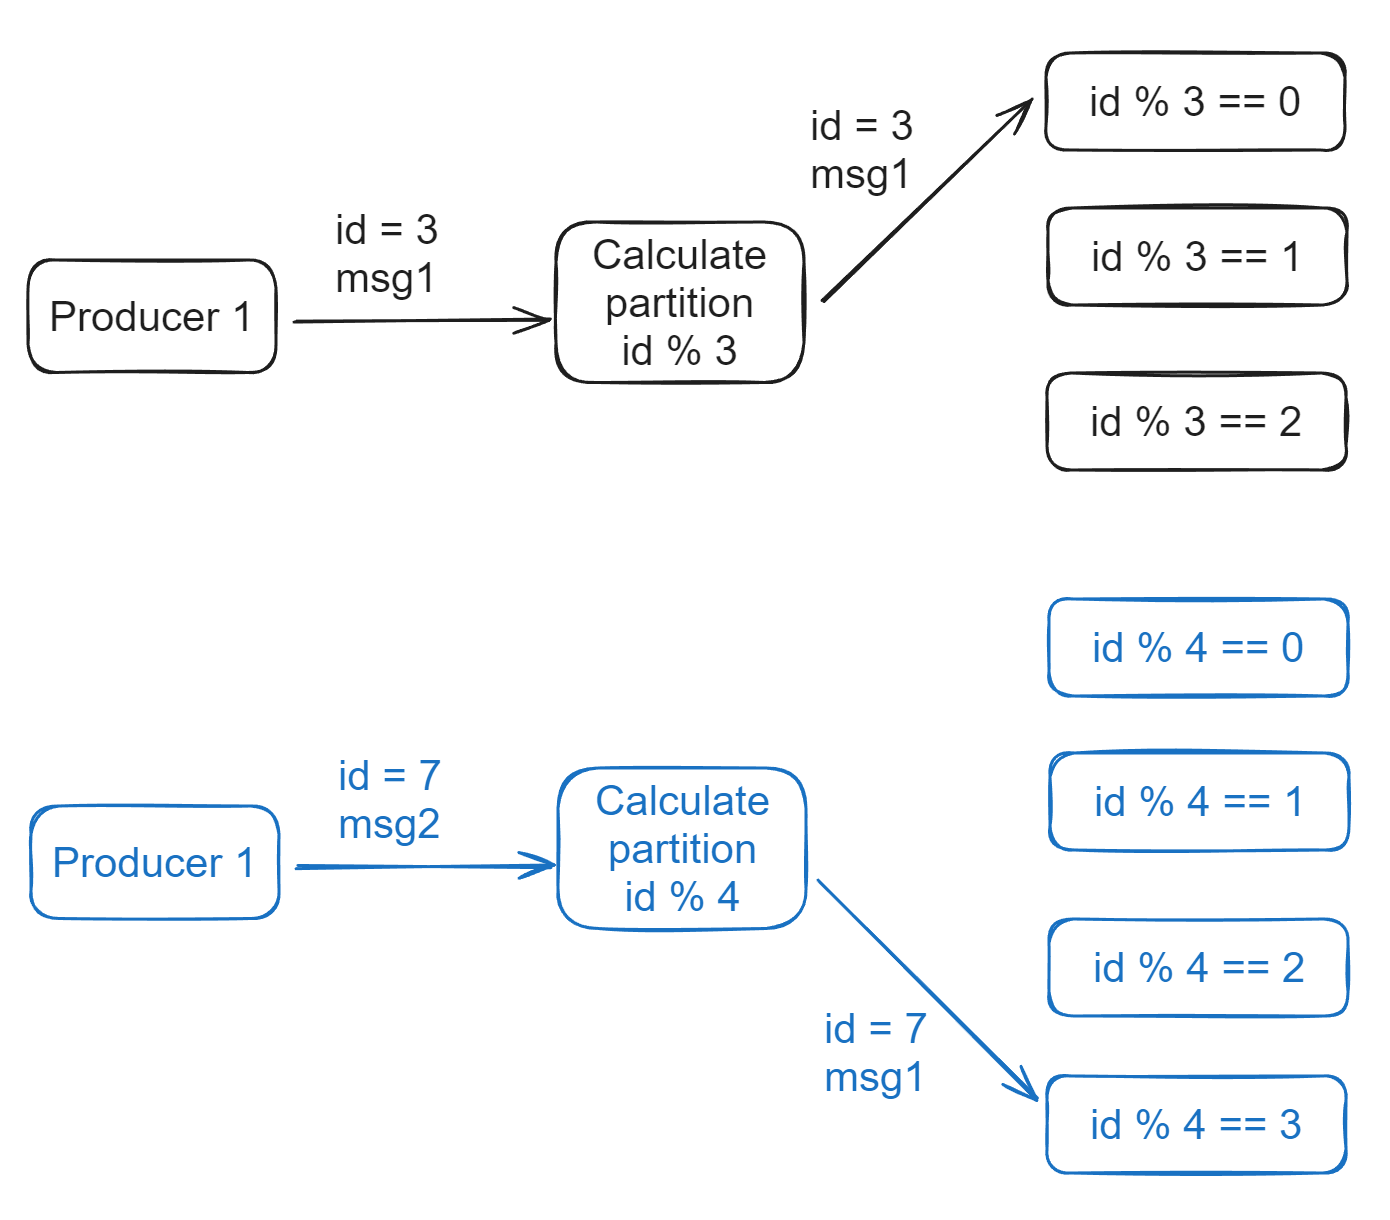 Producer 1
id = 3
msg1
Calculate
partition
id % 3
id = 3
msg1
id % 3 == 0
id % 3 == 1
id % 3 == 2
Producer 1
id = 7
msg2
Calculate
partition
id % 4
id = 7
msg1
id % 4 == 0
id % 4 == 1
id % 4 == 2
id % 4 == 3